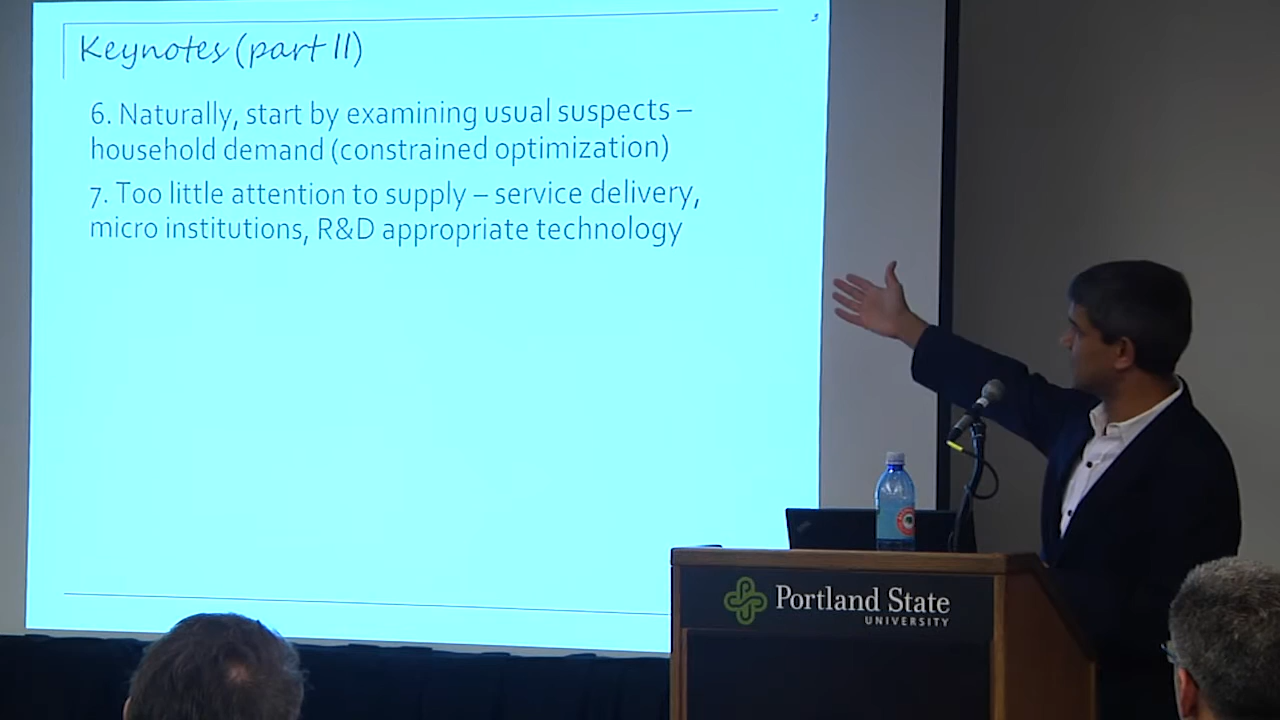 3
Keynotes (part II)
6. Naturally, start by examining usual suspects –
household demand (constrained optimization)
7. Too little attention to supply – service delivery,
micro institutions, R&D appropriate technology
Portland State
UNIVERSITY